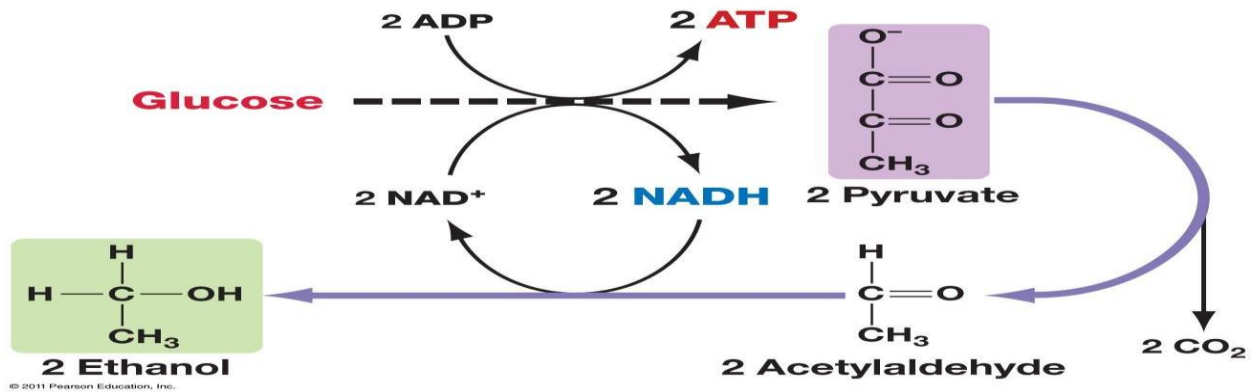 2 ADP
2 ATP
Glucose
O⁻
C=O
C=O
CH₃
2 Pyruvate
2 NAD⁺
2 NADH
H
H—C—OH
CH₃
2 Ethanol
H
C=O
CH₃
2 Acetylaldehyde
2 CO₂
© 2011 Pearson Education, Inc.